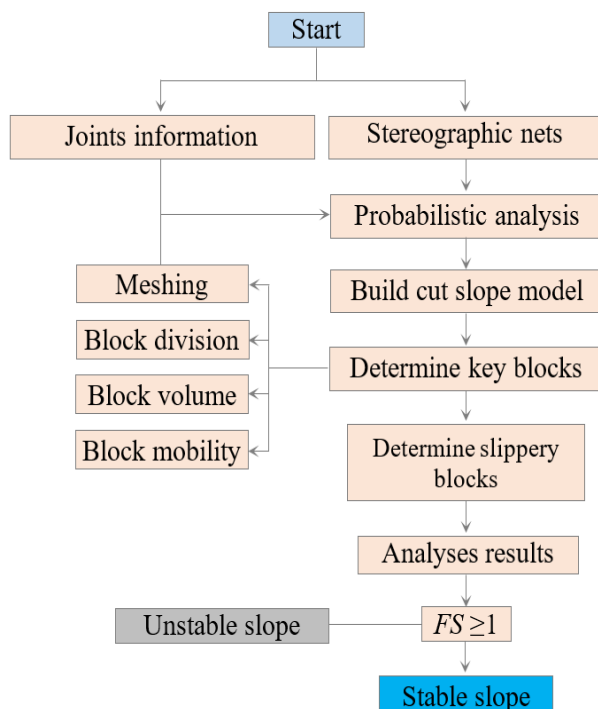 Start
Joints information
Stereographic nets
Probabilistic analysis
Meshing
Build cut slope model
Block division
Determine key blocks
Block volume
Block mobility
Determine slippery
blocks
Analyses results
Unstable slope
FS ≥1
Stable slope